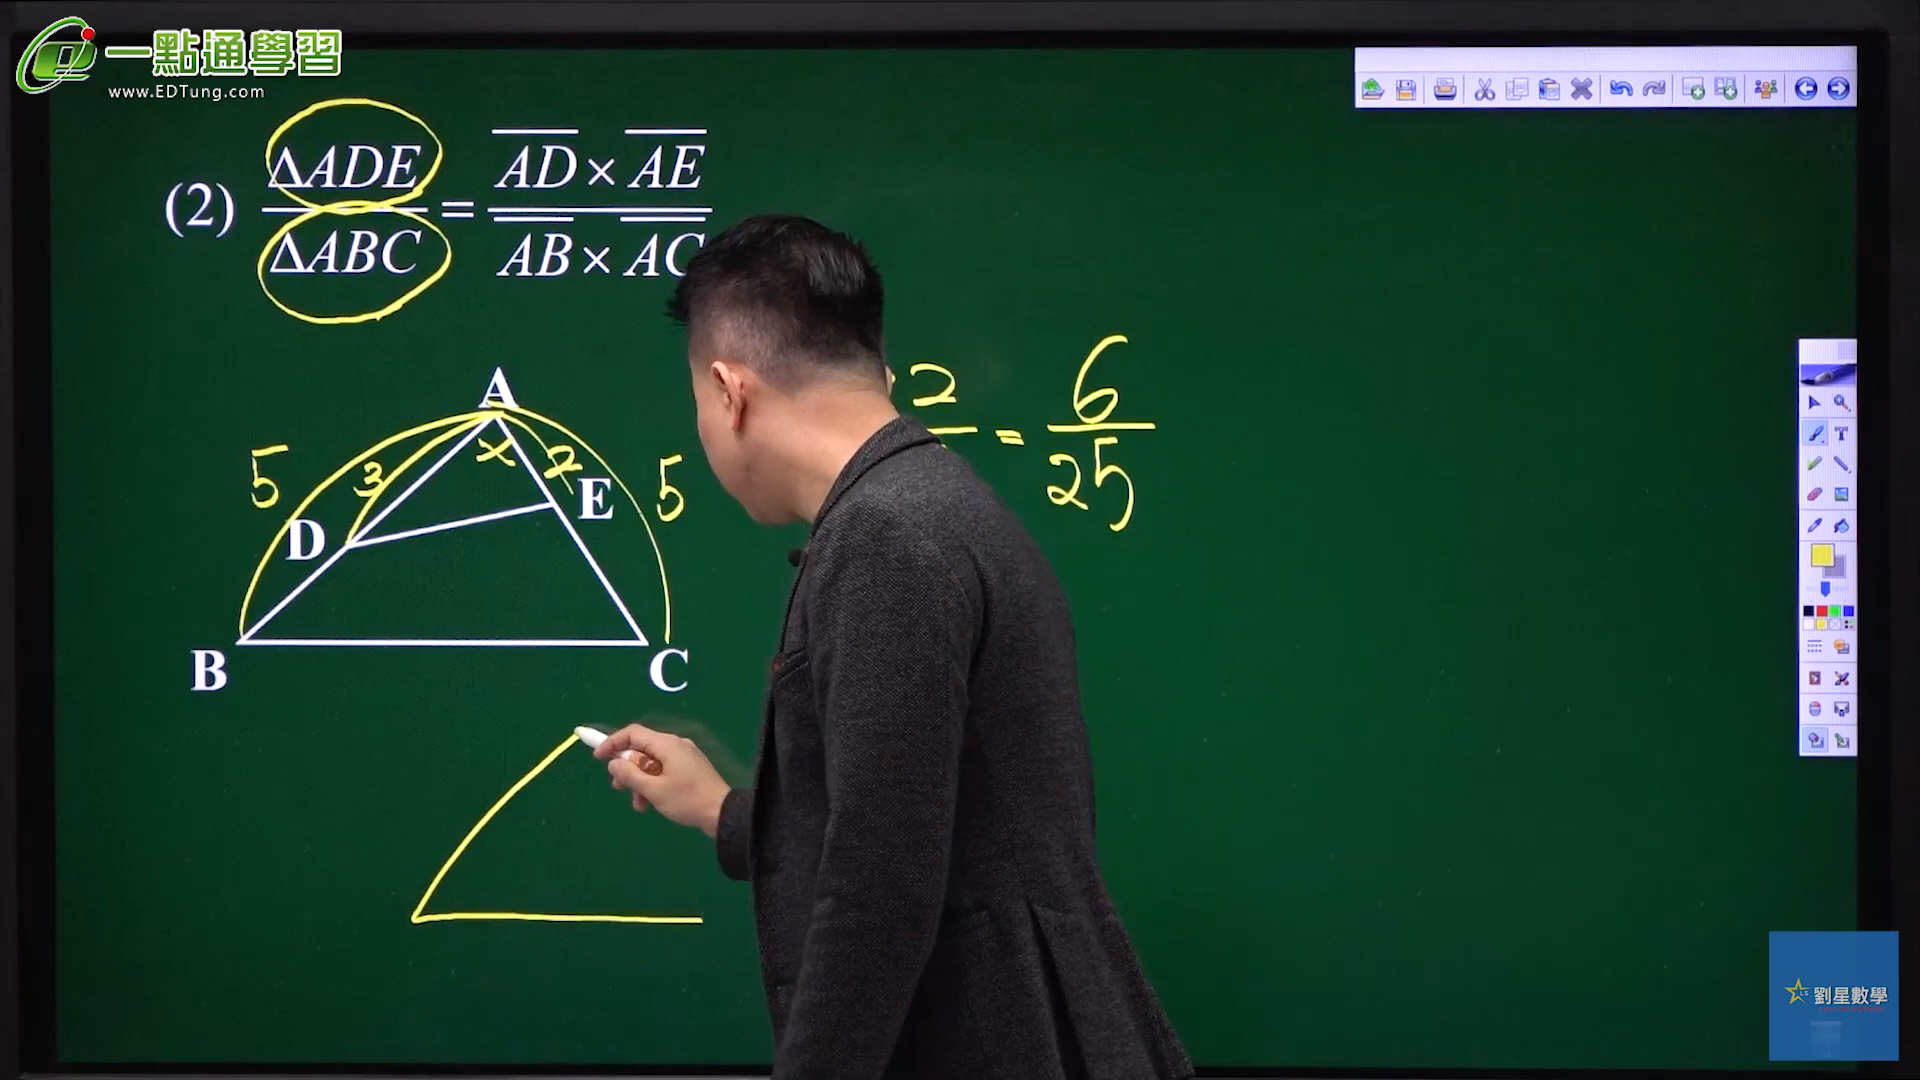 一點通學習
www.EDTung.com
(2) ΔADE / ΔABC = AD × AE / AB × AC
2 = 6
25
A
5 3 x 2 5
D E
B C
劉星數學